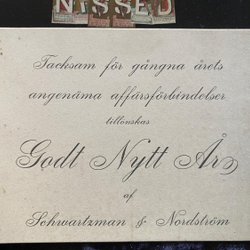 NISSED
Tacksam för gångna årets
angenäma affärsförbindelser
tillönskas
Godt Nytt År
af
Schwartzman & Nordström